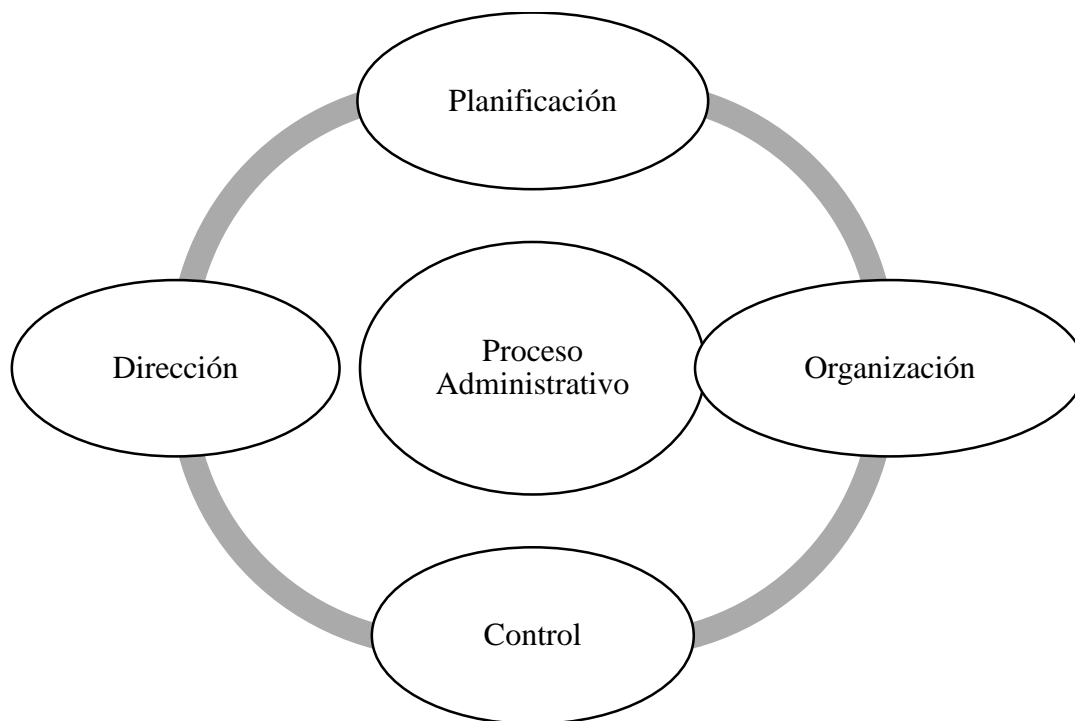 Planificación
Dirección
Proceso
Administrativo
Organización
Control